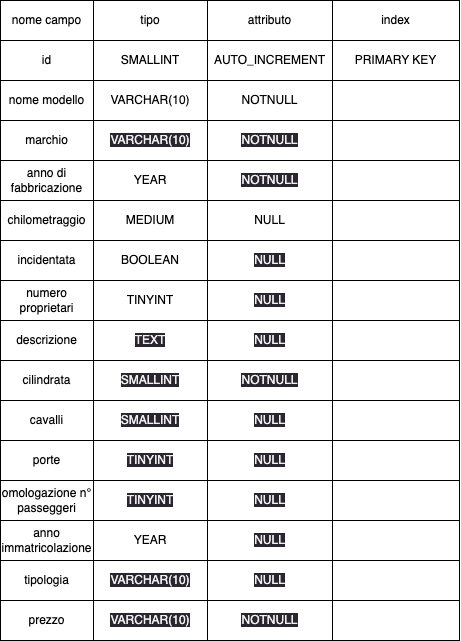 nome campo tipo attributo index
id SMALLINT AUTO_INCREMENT PRIMARY KEY
nome modello VARCHAR(10) NOTNULL
marchio VARCHAR(10) NOTNULL
anno di
fabbricazione YEAR NOTNULL
chilometraggio MEDIUM NULL
incidentata BOOLEAN NULL
numero
proprietari TINYINT NULL
descrizione TEXT NULL
cilindrata SMALLINT NOTNULL
cavalli SMALLINT NULL
porte TINYINT NULL
omologazione n°
passeggeri TINYINT NULL
anno
immatricolazione YEAR NULL
tipologia VARCHAR(10) NULL
prezzo VARCHAR(10) NOTNULL